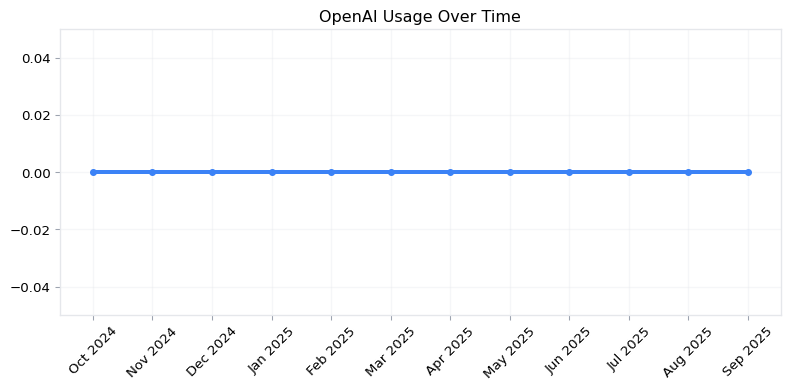 OpenAI Usage Over Time
0.04
0.02
0.00
−0.02
−0.04
Oct 2024
Nov 2024
Dec 2024
Jan 2025
Feb 2025
Mar 2025
Apr 2025
May 2025
Jun 2025
Jul 2025
Aug 2025
Sep 2025